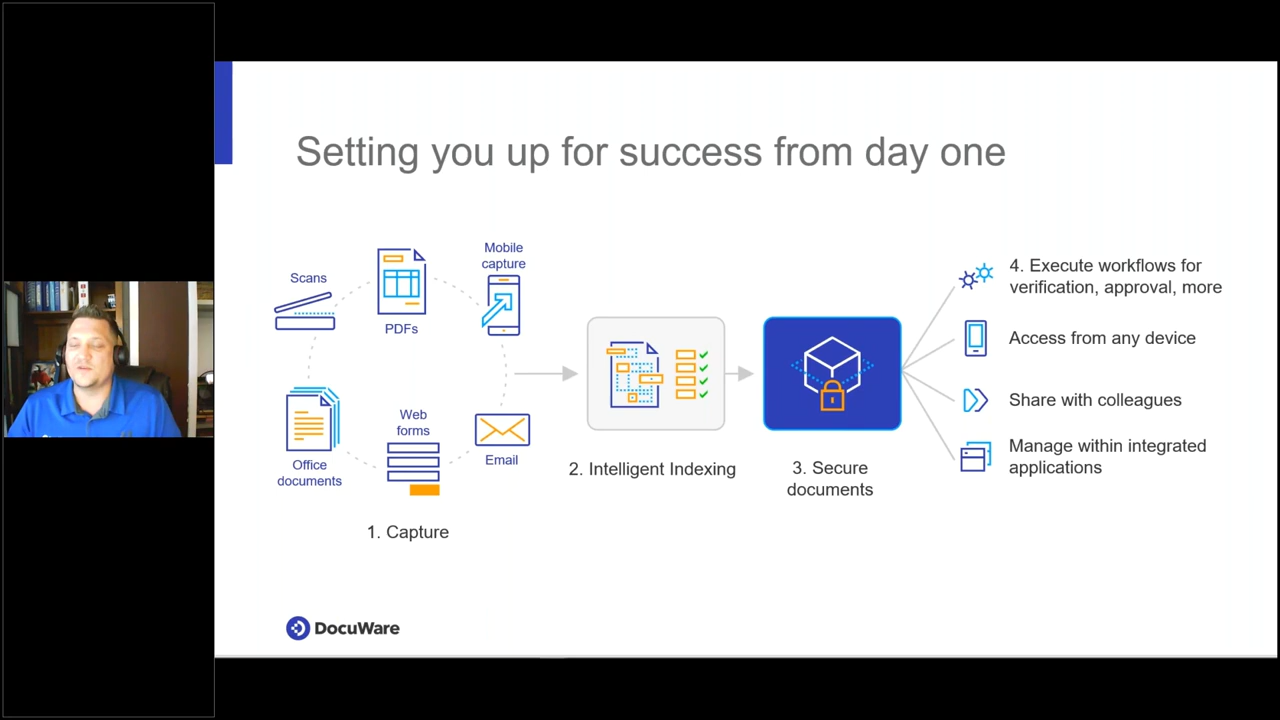 Setting you up for success from day one
Scans
PDFs
Mobile
capture
Office
documents
Web
forms
Email
1. Capture
2. Intelligent Indexing
3. Secure
documents
4. Execute workflows for
verification, approval, more
Access from any device
Share with colleagues
Manage within integrated
applications
DocuWare